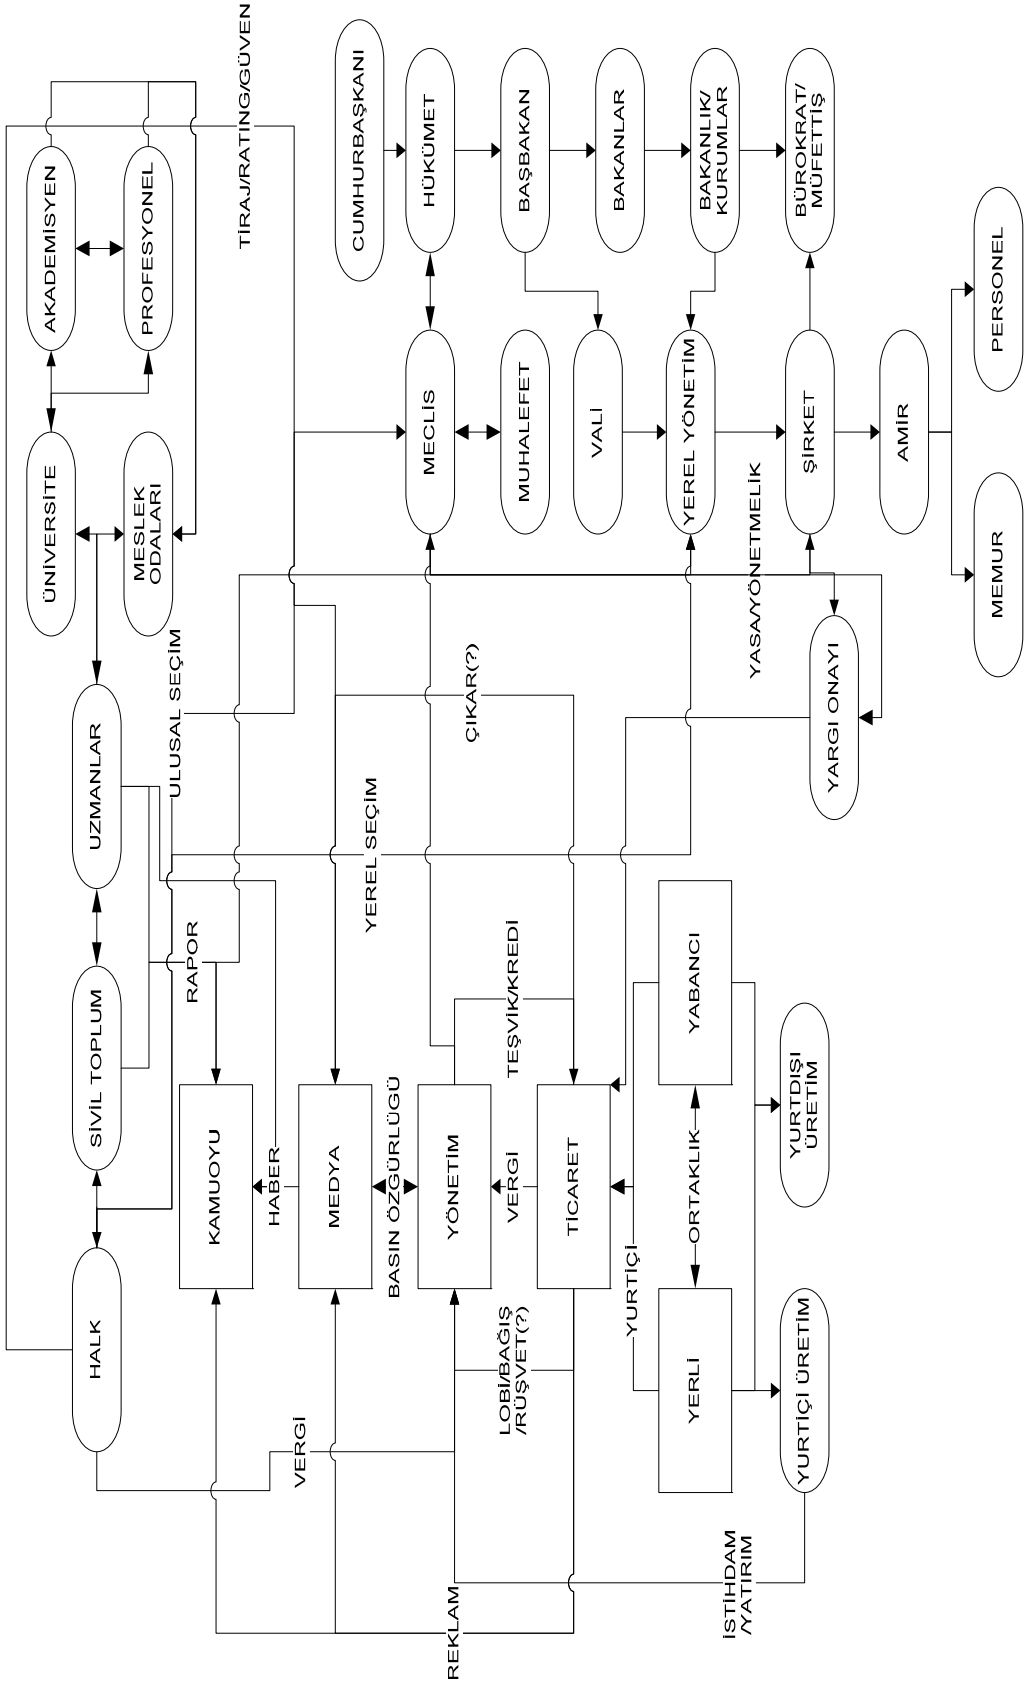 ÜNİVERSİTE
AKADEMİSYEN
HALK
SİVİL TOPLUM
UZMANLAR
MESLEK
ODALARI
PROFESYONEL
ULUSAL SEÇİM
RAPOR
KAMUOYU
TİRAJ/RATING/GÜVEN
HABER
VERGİ
MEDYA
CUMHURBAŞKANI
YEREL SEÇİM
BASIN ÖZGÜRLÜGÜ
MECLİS
HÜKÜMET
REKLAM
YÖNETİM
ÇIKAR(?)
LOBİ/BAĞIŞ
/RÜŞVET(?)
VERGİ
TEŞVİK/KREDİ
MUHALEFET
BAŞBAKAN
TİCARET
VALİ
BAKANLAR
YURTİÇİ
YERLİ
ORTAKLIK
YABANCI
YEREL YÖNETİM
BAKANLIK/
KURUMLAR
İSTİHDAM
/YATIRIM
YASA/YÖNETMELİK
YURTİÇİ ÜRETİM
YURTDIŞI
ÜRETİM
ŞİRKET
BÜROKRAT/
MÜFETTİŞ
YARGI ONAYI
AMİR
MEMUR
PERSONEL